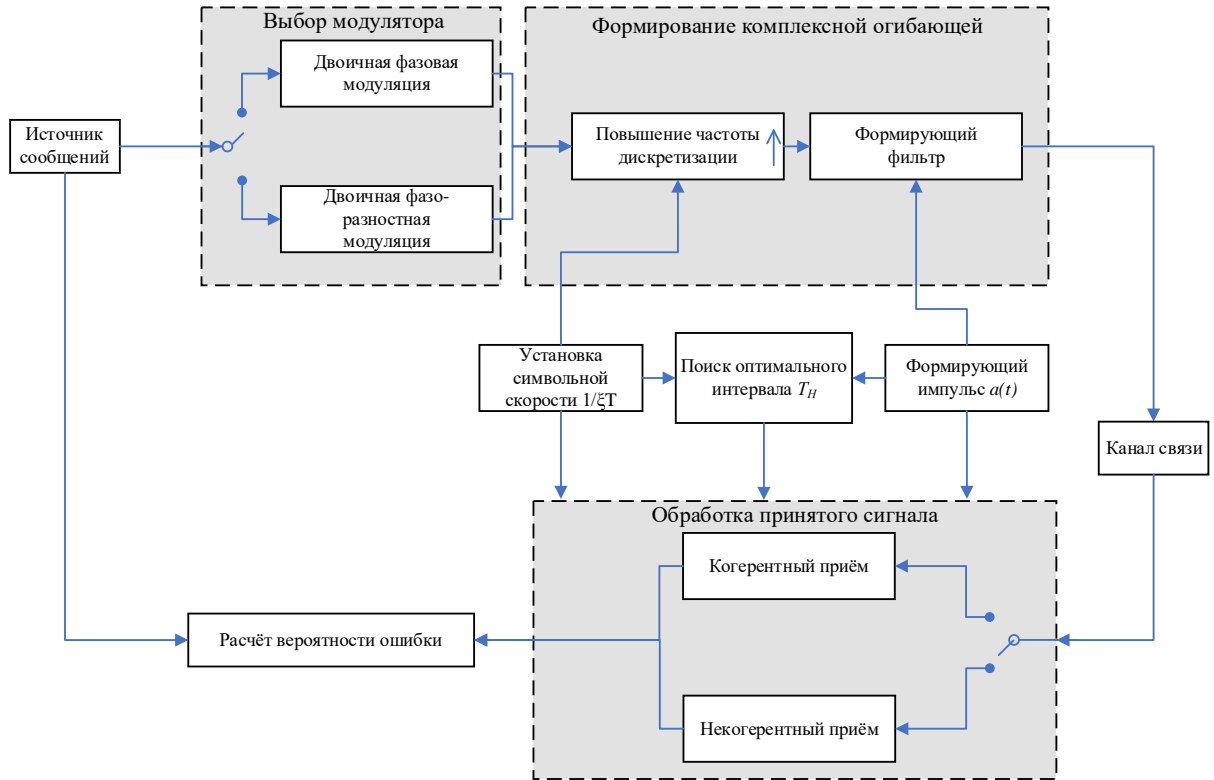 Выбор модулятора
Формирование комплексной огибающей
Двоичная фазовая
модуляция
Источник
сообщений
Повышение частоты
дискретизации
Формирующий
фильтр
Двоичная фазо-
разностная
модуляция
Установка
символьной
скорости 1/ξT
Поиск оптимального
интервала T_H
Формирующий
импульс a(t)
Канал связи
Обработка принятого сигнала
Когерентный приём
Расчёт вероятности ошибки
Некогерентный приём